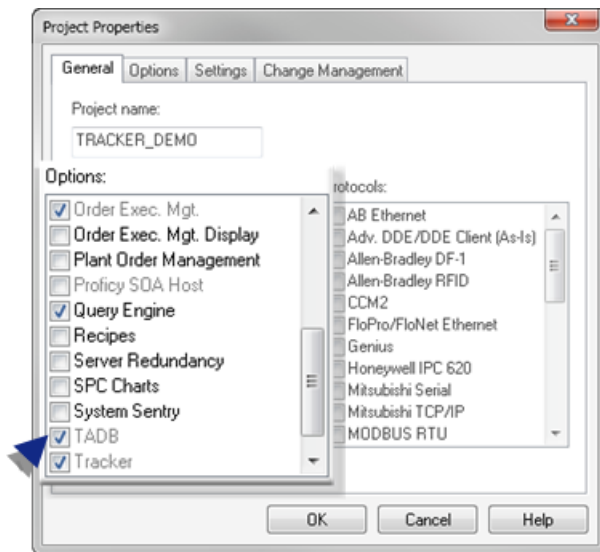 Project Properties
General Options Settings Change Management
Project name:
TRACKER_DEMO
Options:
Order Exec. Mgt.
Order Exec. Mgt. Display
Plant Order Management
Proficy SOA Host
Query Engine
Recipes
Server Redundancy
SPC Charts
System Sentry
TADB
Tracker
rotocols:
AB Ethernet
Adv. DDE/DDE Client (As-Is)
Allen-Bradley DF-1
Allen-Bradley RFID
CCM2
FloPro/FloNet Ethernet
Genius
Honeywell IPC 620
Mitsubishi Serial
Mitsubishi TCP/IP
MODBUS RTU
OK Cancel Help